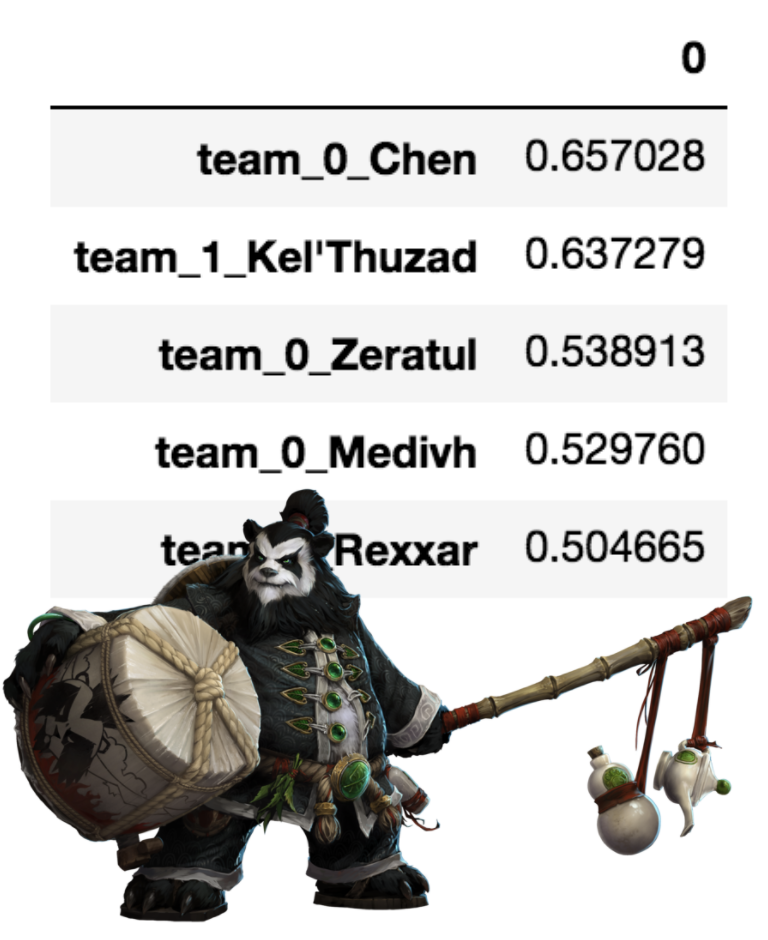 0
team_0_Chen 0.657028
team_1_Kel'Thuzad 0.637279
team_0_Zeratul 0.538913
team_0_Medivh 0.529760
Rexxar 0.504665